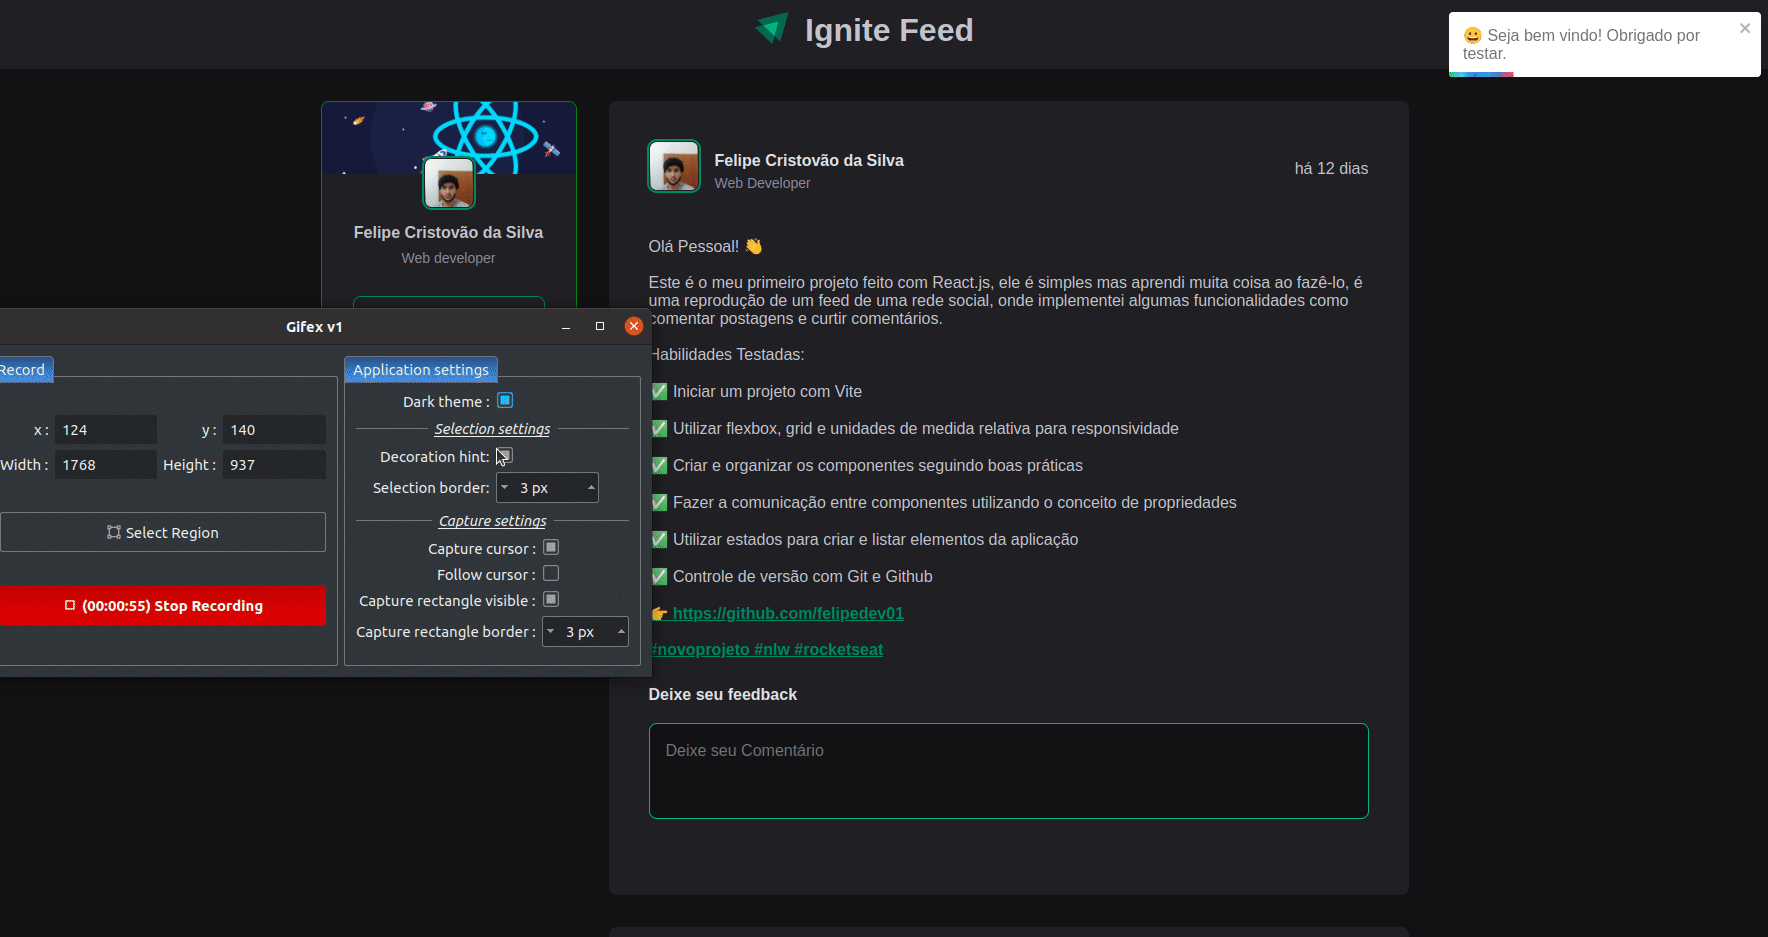 Ignite Feed
😀 Seja bem vindo! Obrigado por
testar.
Felipe Cristovão da Silva
Web developer
Felipe Cristovão da Silva
Web Developer
há 12 dias
Olá Pessoal! 👋
Este é o meu primeiro projeto feito com React.js, ele é simples mas aprendi muita coisa ao fazê-lo, é
uma reprodução de um feed de uma rede social, onde implementei algumas funcionalidades como
comentar postagens e curtir comentários.
Habilidades Testadas:
✅ Iniciar um projeto com Vite
✅ Utilizar flexbox, grid e unidades de medida relativa para responsividade
✅ Criar e organizar os componentes seguindo boas práticas
✅ Fazer a comunicação entre componentes utilizando o conceito de propriedades
✅ Utilizar estados para criar e listar elementos da aplicação
✅ Controle de versão com Git e Github
👉 https://github.com/felipedev01
#novoprojeto #nlw #rocketseat
Deixe seu feedback
Deixe seu Comentário
Gifex v1
Record
x : 124 y : 140
Width : 1768 Height : 937
Select Region
(00:00:55) Stop Recording
Application settings
Dark theme :
Selection settings
Decoration hint:
Selection border: 3 px
Capture settings
Capture cursor :
Follow cursor :
Capture rectangle visible :
Capture rectangle border : 3 px